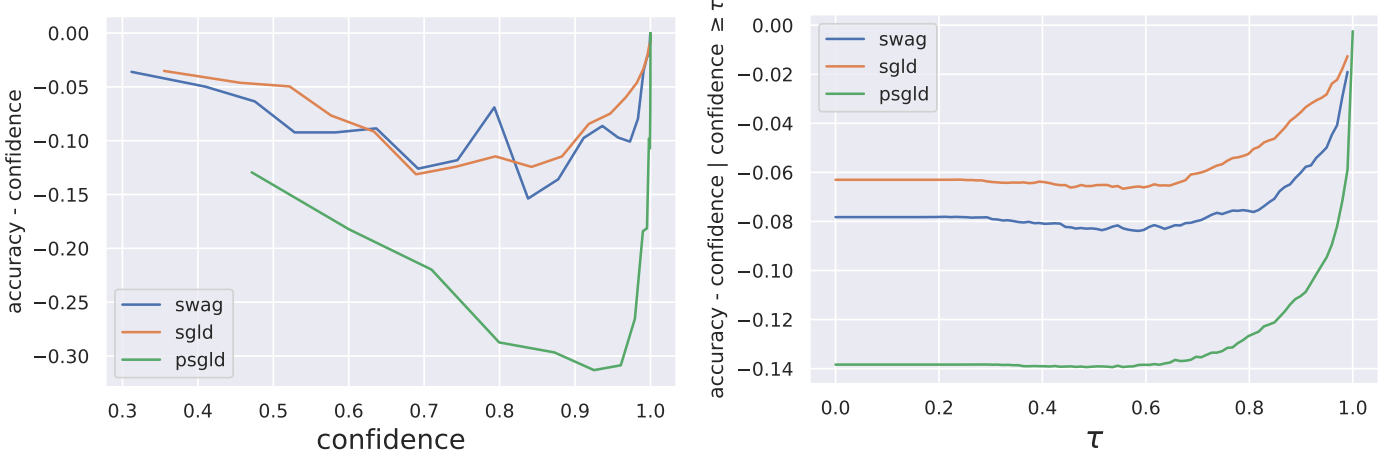 accuracy - confidence
0.00
−0.05
−0.10
−0.15
−0.20
−0.25
−0.30
swag
sgld
psgld
0.3 0.4 0.5 0.6 0.7 0.8 0.9 1.0
confidence
accuracy - confidence | confidence ≥ τ
0.00
−0.02
−0.04
−0.06
−0.08
−0.10
−0.12
−0.14
swag
sgld
psgld
0.0 0.2 0.4 0.6 0.8 1.0
τ